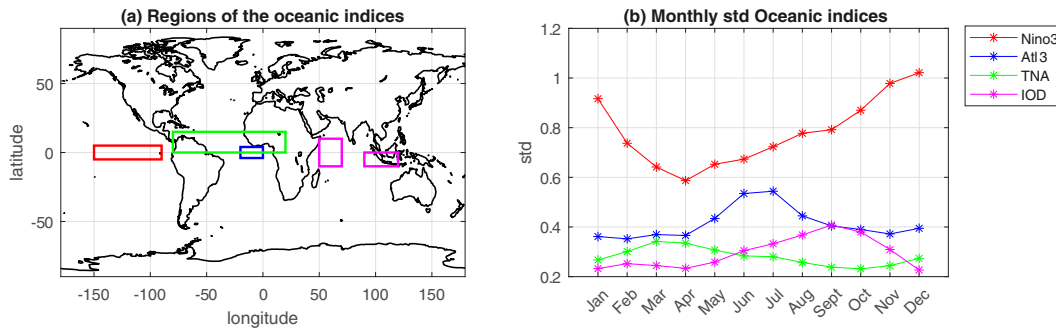 (a) Regions of the oceanic indices
50
0
-50
latitude
-150
-100
-50
0
50
100
150
longitude
(b) Monthly std Oceanic indices
1.2
1
0.8
0.6
0.4
0.2
std
Jan
Feb
Mar
Apr
May
Jun
Jul
Aug
Sept
Oct
Nov
Dec
Nino3
Atl3
TNA
IOD